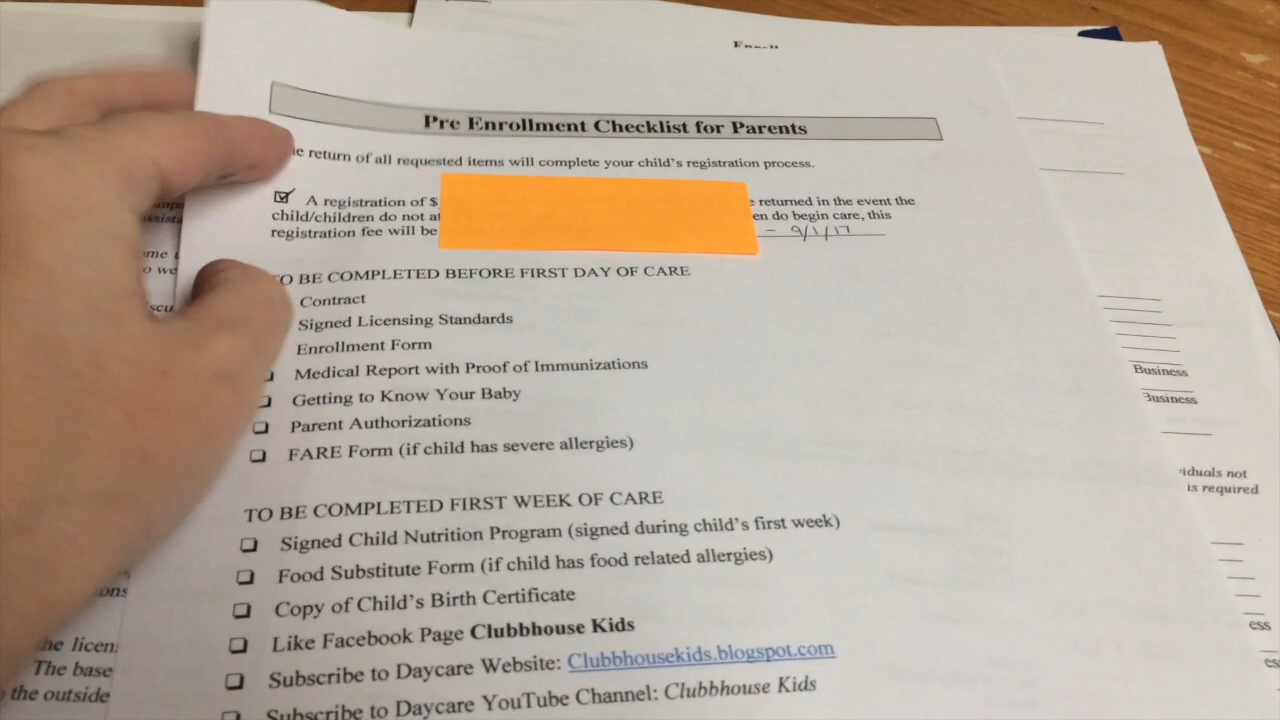 Pre Enrollment Checklist for Parents
return of all requested items will complete your child's registration process.
A registration of $ returned in the event the
child/children do not en do begin care, this
registration fee will be - 9/1/17
TO BE COMPLETED BEFORE FIRST DAY OF CARE
Contract
Signed Licensing Standards
Enrollment Form
Medical Report with Proof of Immunizations
Getting to Know Your Baby
Parent Authorizations
FARE Form (if child has severe allergies)
TO BE COMPLETED FIRST WEEK OF CARE
Signed Child Nutrition Program (signed during child's first week)
Food Substitute Form (if child has food related allergies)
Copy of Child's Birth Certificate
Like Facebook Page Clubbhouse Kids
Subscribe to Daycare Website: Clubbhousekids.blogspot.com
Subscribe to Daycare YouTube Channel: Clubbhouse Kids
Business
Business
iduals not
is required
ess
ons
he licen
The base
the outside